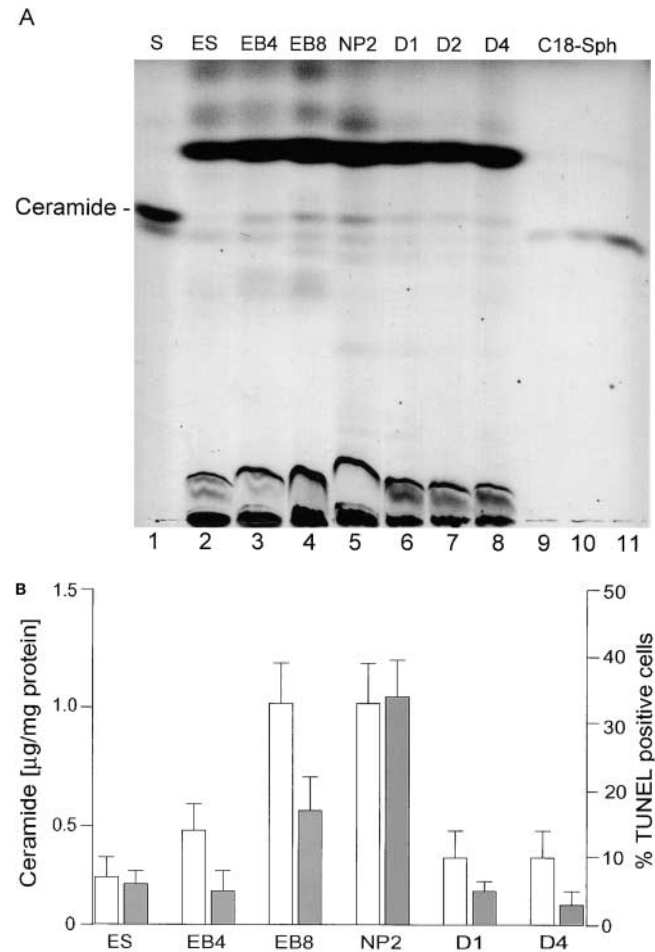 A
S ES EB4 EB8 NP2 D1 D2 D4 C18-Sph
Ceramide -
1 2 3 4 5 6 7 8 9 10 11
B
Ceramide [µg/mg protein]
1.5
1.0
0.5
0
50
40
30
20
10
0
% TUNEL positive cells
ES EB4 EB8 NP2 D1 D4